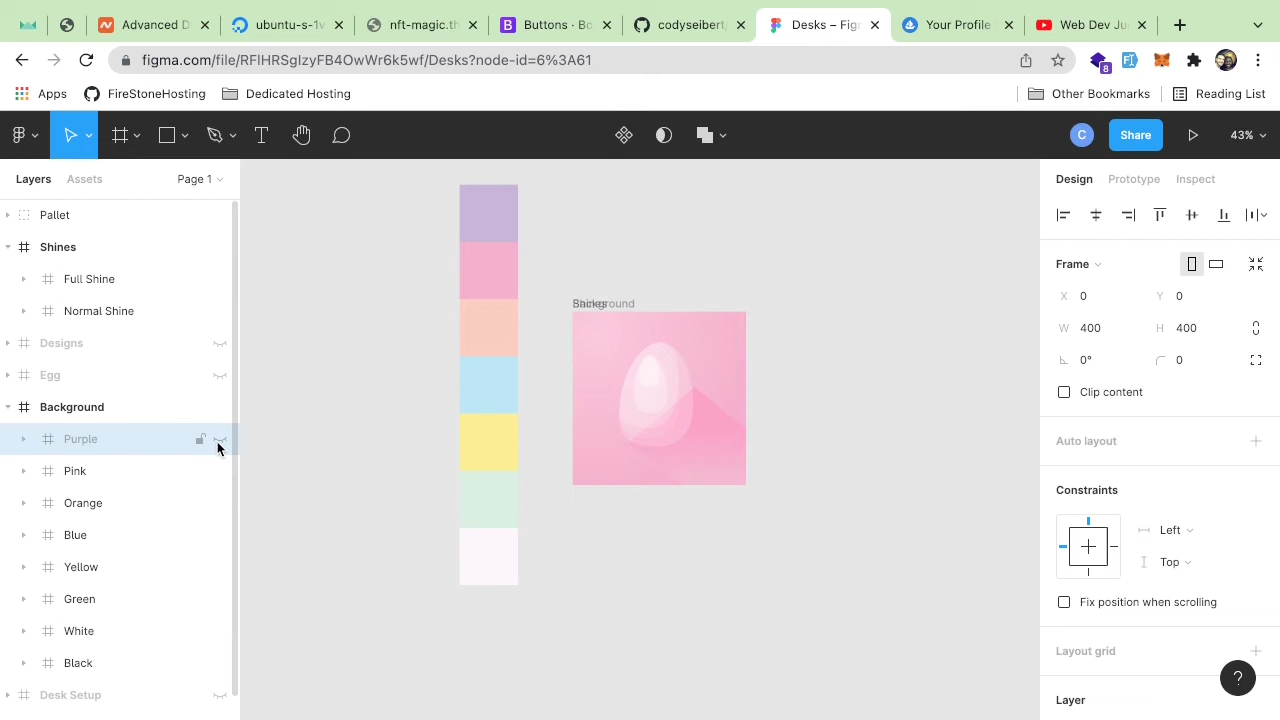 Advanced D
ubuntu-s-1v
nft-magic.th
Buttons · Bo
codyseibert
Desks – Figm
Your Profile
Web Dev Ju
figma.com/file/RFlHRSgIzyFB4OwWr6k5wf/Desks?node-id=6%3A61
8
Apps
FireStoneHosting
Dedicated Hosting
Other Bookmarks
Reading List
C
Share
43%
Layers
Assets
Page 1
Design
Prototype
Inspect
Pallet
Shines
Full Shine
Normal Shine
Designs
Egg
Background
Purple
Pink
Orange
Blue
Yellow
Green
White
Black
Desk Setup
Frame
X 0
Y 0
W 400
H 400
0°
0
Clip content
Auto layout
Constraints
Left
Top
Fix position when scrolling
Layout grid
?
Layer